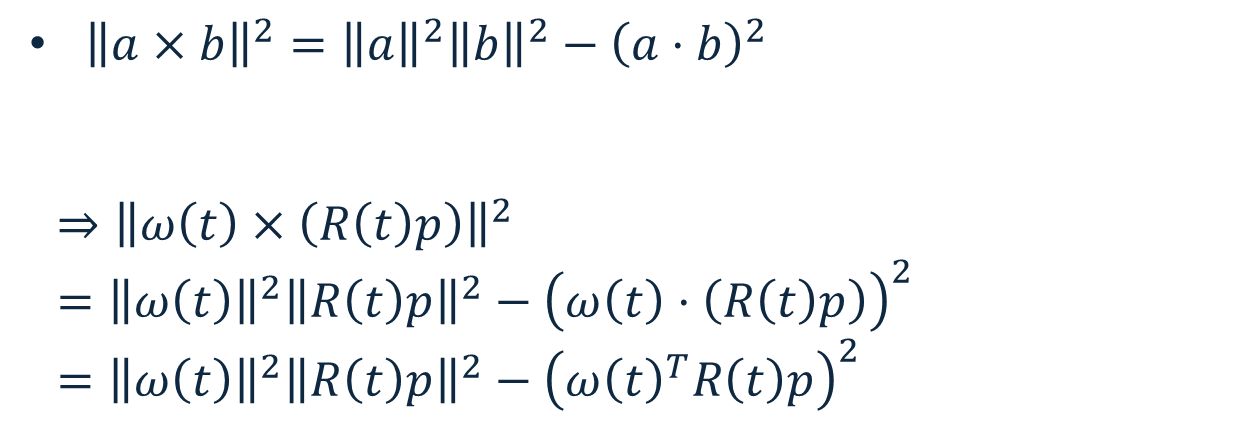 • ‖a × b‖² = ‖a‖²‖b‖² − (a · b)²
⇒ ‖ω(t) × (R(t)p)‖²
= ‖ω(t)‖²‖R(t)p‖² − (ω(t) · (R(t)p))²
= ‖ω(t)‖²‖R(t)p‖² − (ω(t)ᵀR(t)p)²